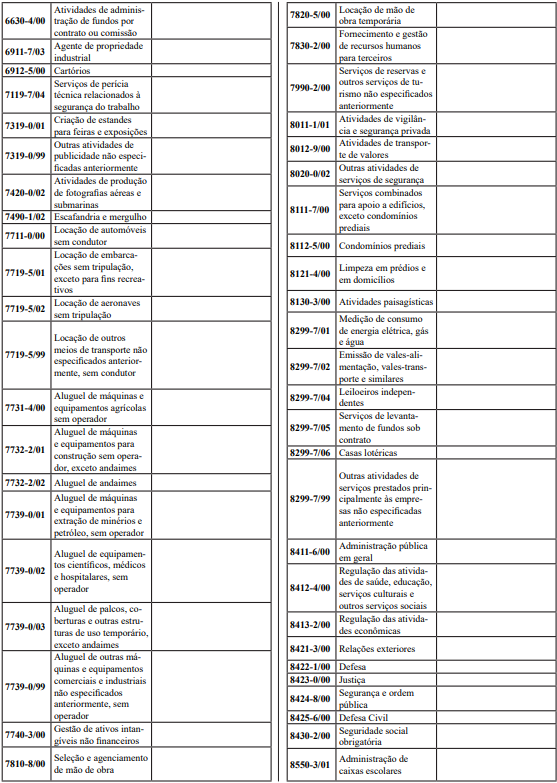 6630-4/00
Atividades de adminis-
tração de fundos por
contrato ou comissão
6911-7/03
Agente de propriedade
industrial
6912-5/00
Cartórios
7119-7/04
Serviços de perícia
técnica relacionados à
segurança do trabalho
7319-0/01
Criação de estandes
para feiras e exposições
7319-0/99
Outras atividades de
publicidade não especi-
ficadas anteriormente
7420-0/02
Atividades de produção
de fotografias aéreas e
submarinas
7490-1/02
Escafandria e mergulho
7711-0/00
Locação de automóveis
sem condutor
7719-5/01
Locação de embarca-
ções sem tripulação,
exceto para fins recrea-
tivos
7719-5/02
Locação de aeronaves
sem tripulação
7719-5/99
Locação de outros
meios de transporte não
especificados anterior-
mente, sem condutor
7731-4/00
Aluguel de máquinas e
equipamentos agrícolas
sem operador
7732-2/01
Aluguel de máquinas
e equipamentos para
construção sem opera-
dor, exceto andaimes
7732-2/02
Aluguel de andaimes
7739-0/01
Aluguel de máquinas
e equipamentos para
extração de minérios e
petróleo, sem operador
7739-0/02
Aluguel de equipamen-
tos científicos, médicos
e hospitalares, sem
operador
7739-0/03
Aluguel de palcos, co-
berturas e outras estru-
turas de uso temporário,
exceto andaimes
7739-0/99
Aluguel de outras má-
quinas e equipamentos
comerciais e industriais
não especificados
anteriormente, sem
operador
7740-3/00
Gestão de ativos intan-
gíveis não financeiros
7810-8/00
Seleção e agenciamento
de mão de obra
7820-5/00
Locação de mão de
obra temporária
7830-2/00
Fornecimento e gestão
de recursos humanos
para terceiros
7990-2/00
Serviços de reservas e
outros serviços de tu-
rismo não especificados
anteriormente
8011-1/01
Atividades de vigilân-
cia e segurança privada
8012-9/00
Atividades de transpor-
te de valores
8020-0/02
Outras atividades de
serviços de segurança
8111-7/00
Serviços combinados
para apoio a edifícios,
exceto condomínios
prediais
8112-5/00
Condomínios prediais
8121-4/00
Limpeza em prédios e
em domicílios
8130-3/00
Atividades paisagísticas
8299-7/01
Medição de consumo
de energia elétrica, gás
e água
8299-7/02
Emissão de vales-ali-
mentação, vales-trans-
porte e similares
8299-7/04
Leiloeiros indepen-
dentes
8299-7/05
Serviços de levanta-
mento de fundos sob
contrato
8299-7/06
Casas lotéricas
8299-7/99
Outras atividades de
serviços prestados prin-
cipalmente às empre-
sas não especificadas
anteriormente
8411-6/00
Administração pública
em geral
8412-4/00
Regulação das ativida-
des de saúde, educação,
serviços culturais e
outros serviços sociais
8413-2/00
Regulação das ativida-
des econômicas
8421-3/00
Relações exteriores
8422-1/00
Defesa
8423-0/00
Justiça
8424-8/00
Segurança e ordem
pública
8425-6/00
Defesa Civil
8430-2/00
Seguridade social
obrigatória
8550-3/01
Administração de
caixas escolares